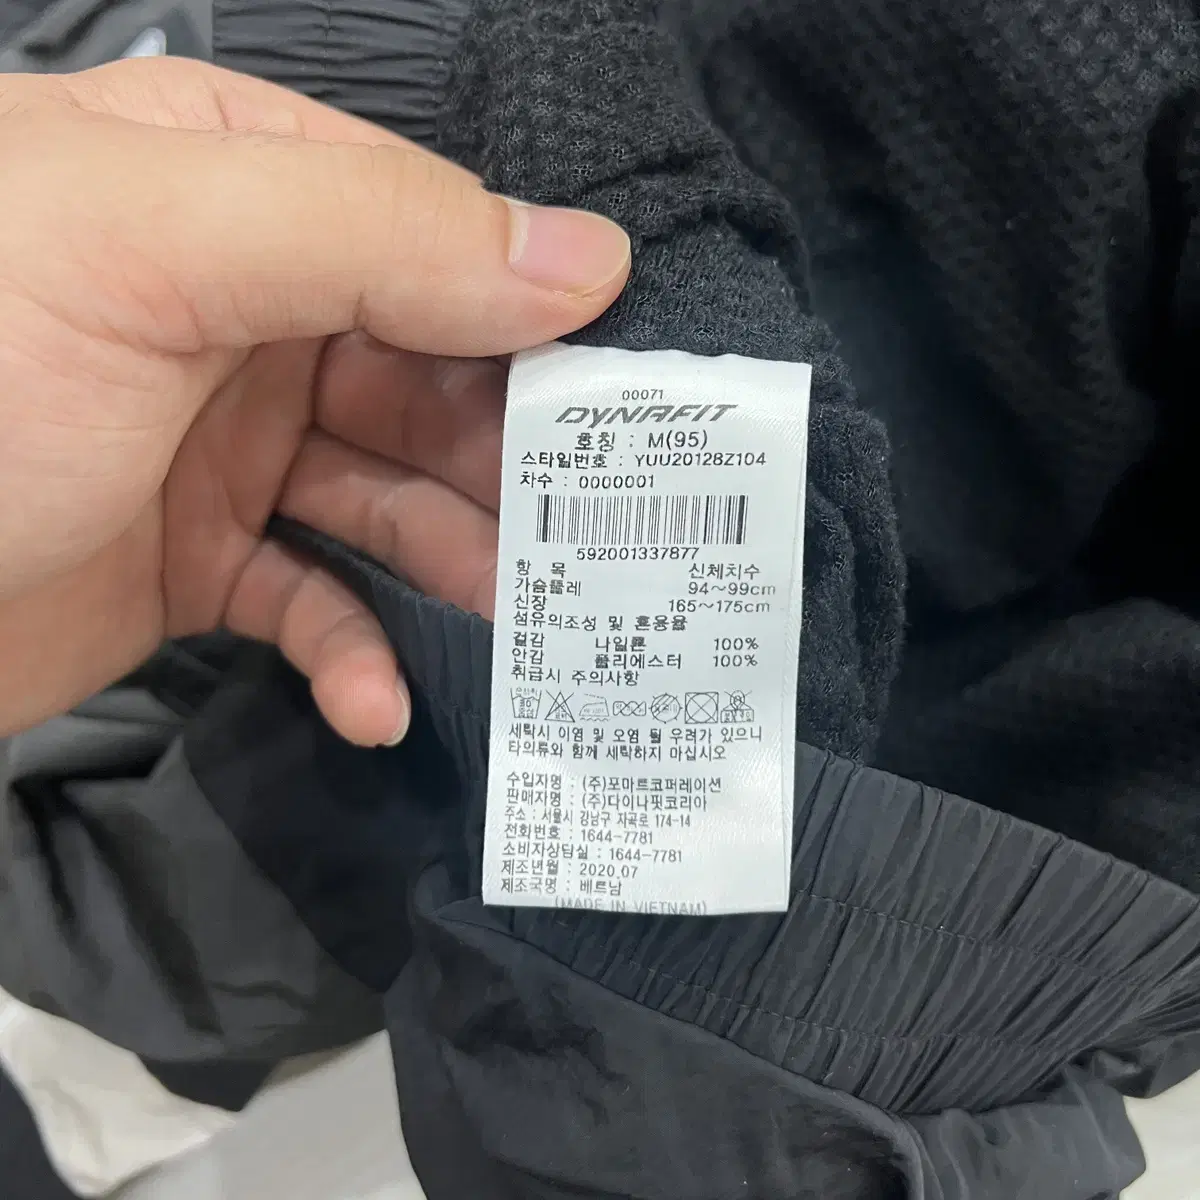 00071
DYNAFIT
호칭 : M(95)
스타일번호 : YUU20128Z104
차수 : 0000001
592001337877
항 목 신체치수
가슴둘레 94~99cm
신장 165~175cm
섬유의조성 및 혼용율
겉감 나일론 100%
안감 폴리에스터 100%
취급시 주의사항
세탁시 이염 및 오염 될 우려가 있으니
타의류와 함께 세탁하지 마십시오
수입자명 : (주)포마트코퍼레이션
판매자명 : (주)다이나핏코리아
주소 : 서울시 강남구 자곡로 174-14
전화번호 : 1644-7781
소비자상담실 : 1644-7781
제조년월 : 2020.07
제조국명 : 베트남
(MADE IN VIETNAM)